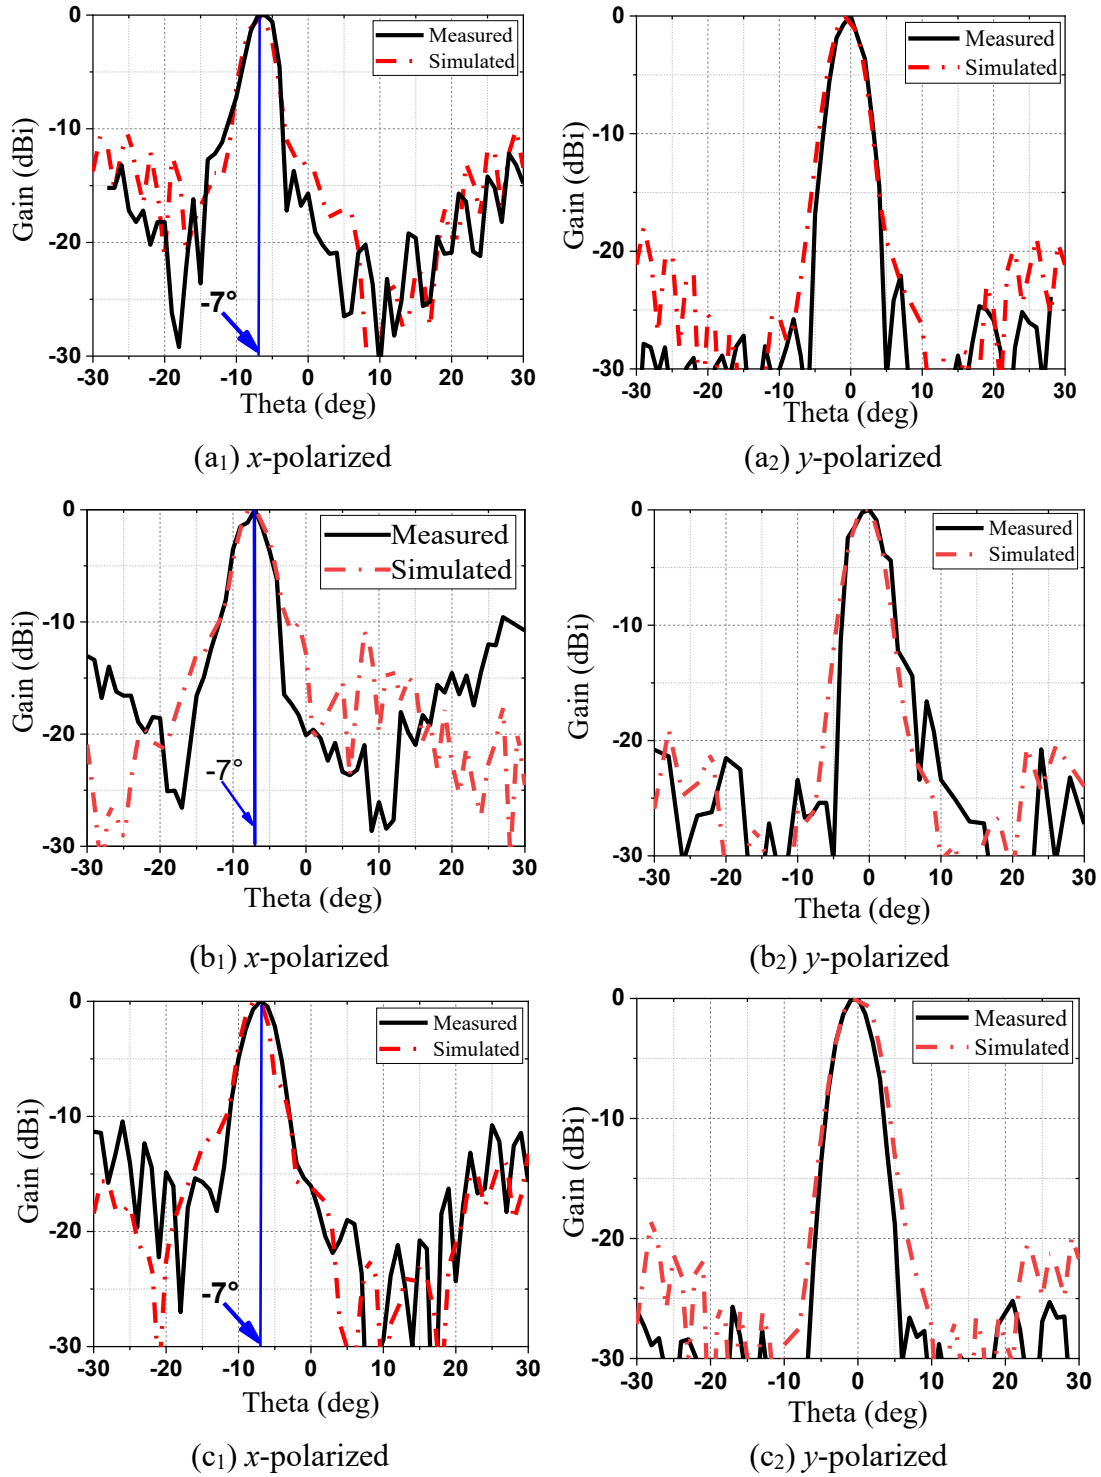 0
-10
-20
-30
Gain (dBi)
Measured
Simulated
-7°
-30 -20 -10 0 10 20 30
Theta (deg)
(a1) x-polarized
0
-10
-20
-30
Gain (dBi)
Measured
Simulated
-30 -20 -10 0 10 20 30
Theta (deg)
(a2) y-polarized
0
-10
-20
-30
Gain (dBi)
Measured
Simulated
-7°
-30 -20 -10 0 10 20 30
Theta (deg)
(b1) x-polarized
0
-10
-20
-30
Gain (dBi)
Measured
Simulated
-30 -20 -10 0 10 20 30
Theta (deg)
(b2) y-polarized
0
-10
-20
-30
Gain (dBi)
Measured
Simulated
-7°
-30 -20 -10 0 10 20 30
Theta (deg)
(c1) x-polarized
0
-10
-20
-30
Gain (dBi)
Measured
Simulated
-30 -20 -10 0 10 20 30
Theta (deg)
(c2) y-polarized